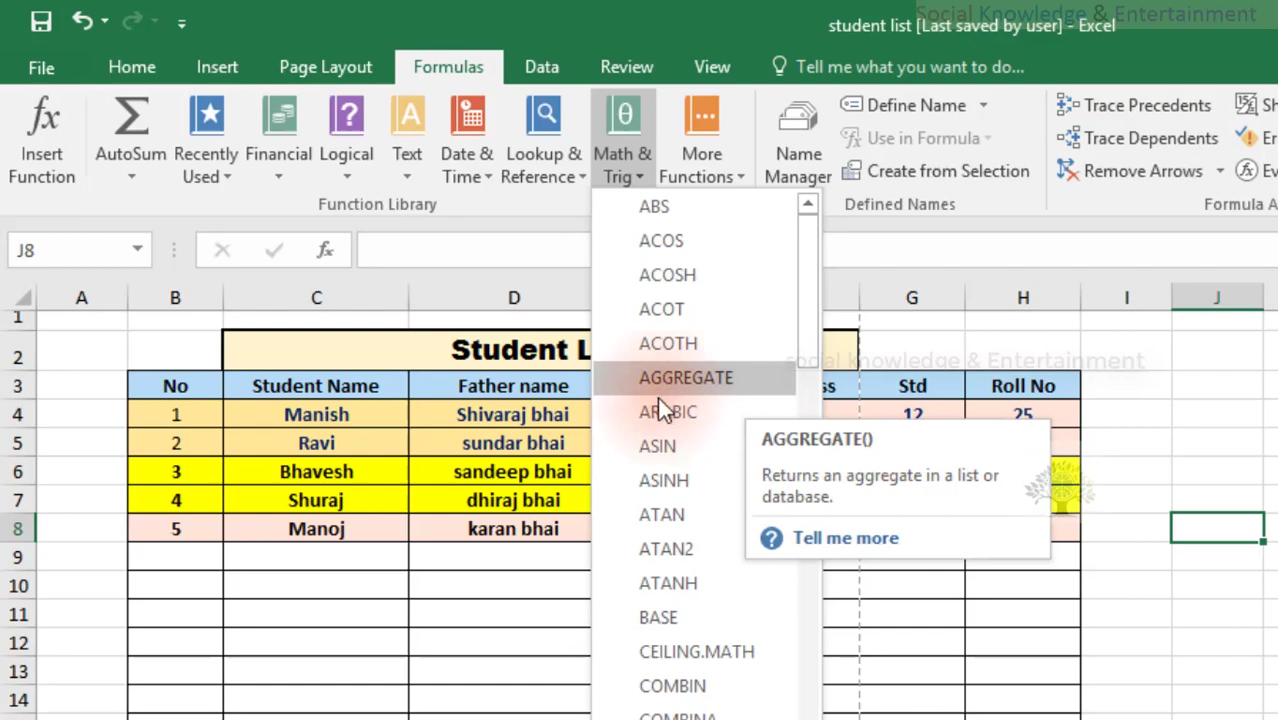 Social Knowledge & Entertainment
student list [Last saved by user] - Excel
File Home Insert Page Layout Formulas Data Review View Tell me what you want to do...
fx Σ θ
Insert Function
AutoSum
Recently Used
Financial
Logical
Text
Date & Time
Lookup & Reference
Math & Trig
More Functions
Name Manager
Define Name
Use in Formula
Create from Selection
Trace Precedents
Trace Dependents
Remove Arrows
Sh
Er
Ev
Function Library
Defined Names
Formula A
J8 fx
A B C D G H I J
1
2 Student L
social knowledge & Entertainment
3 No Student Name Father name ss Std Roll No
4 1 Manish Shivaraj bhai 12 25
5 2 Ravi sundar bhai
6 3 Bhavesh sandeep bhai
7 4 Shuraj dhiraj bhai
8 5 Manoj karan bhai
9
10
11
12
13
14
ABS
ACOS
ACOSH
ACOT
ACOTH
AGGREGATE
ARABIC
ASIN
ASINH
ATAN
ATAN2
ATANH
BASE
CEILING.MATH
COMBIN
COMBINA
AGGREGATE()
Returns an aggregate in a list or
database.
Tell me more